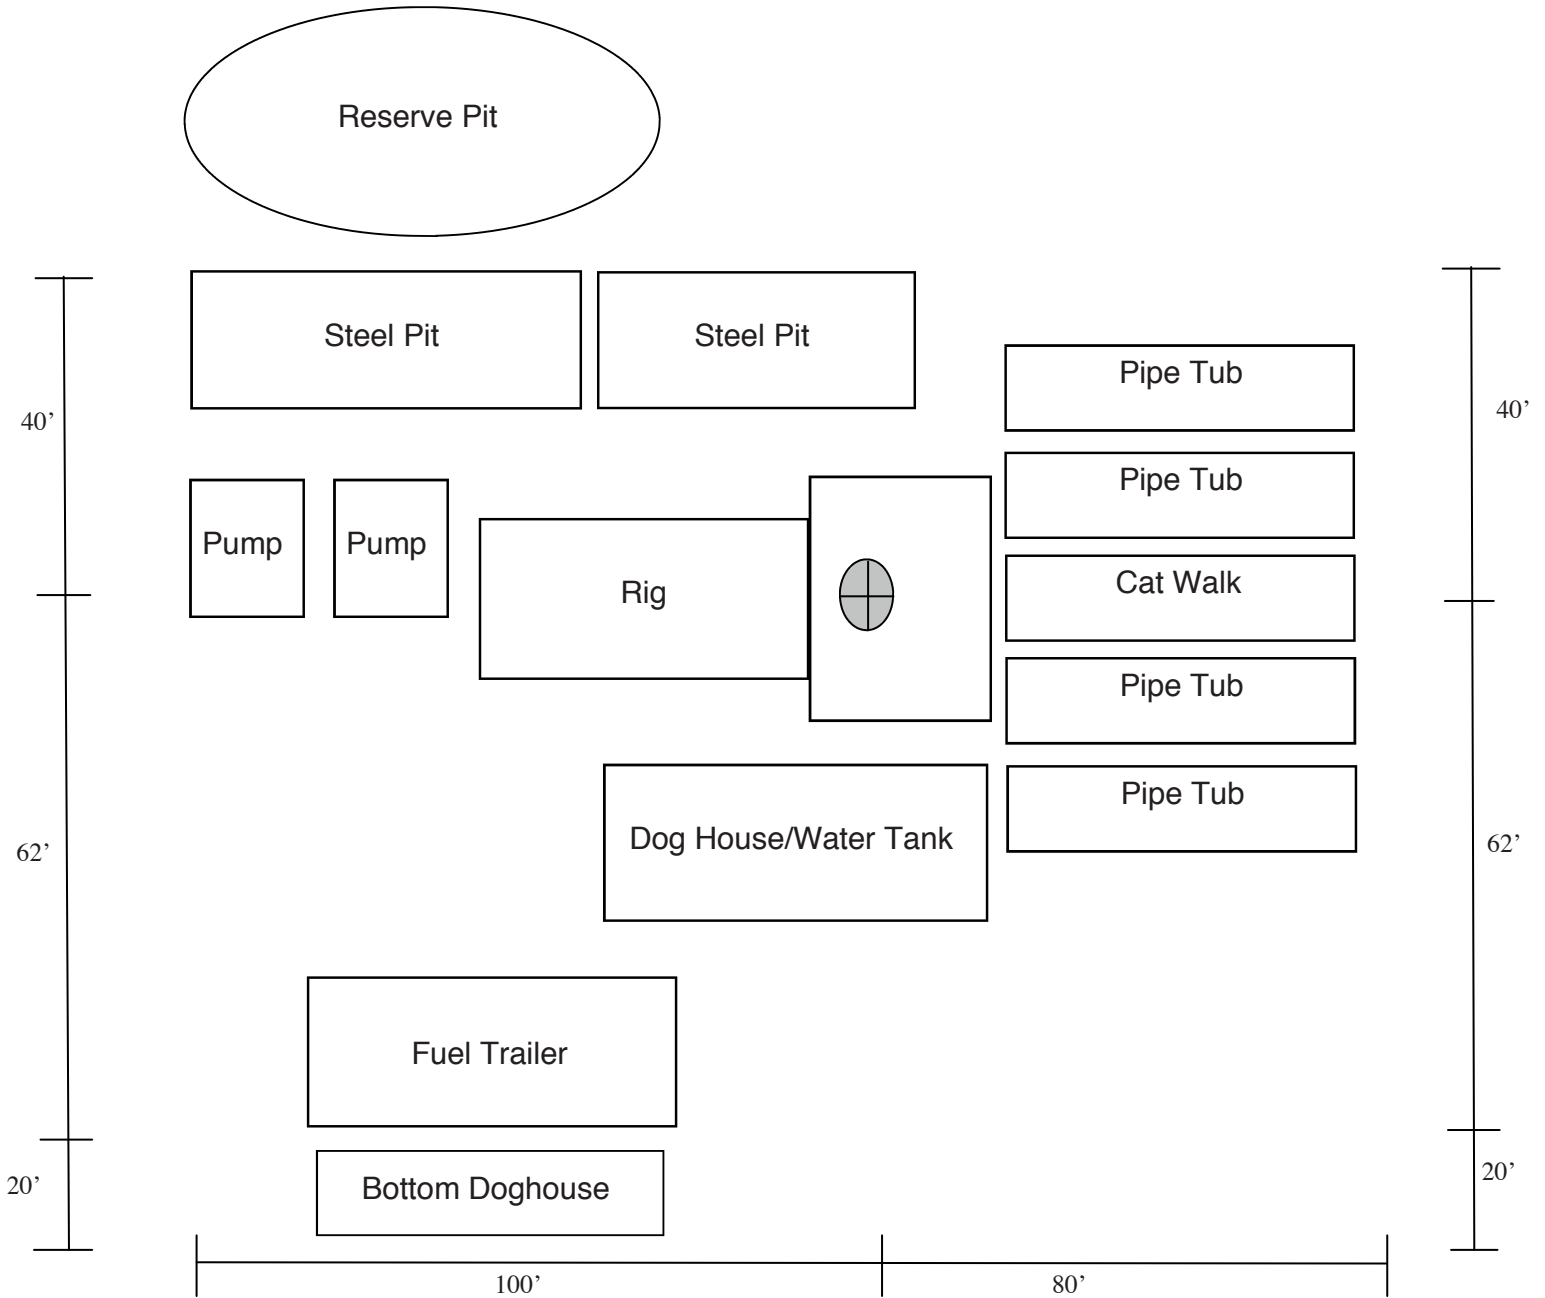 Reserve Pit
Steel Pit
Steel Pit
Pipe Tub
40’
40’
Pipe Tub
Pump
Pump
Cat Walk
Rig
Pipe Tub
Pipe Tub
Dog House/Water Tank
62’
62’
Fuel Trailer
20’
Bottom Doghouse
20’
100’
80’